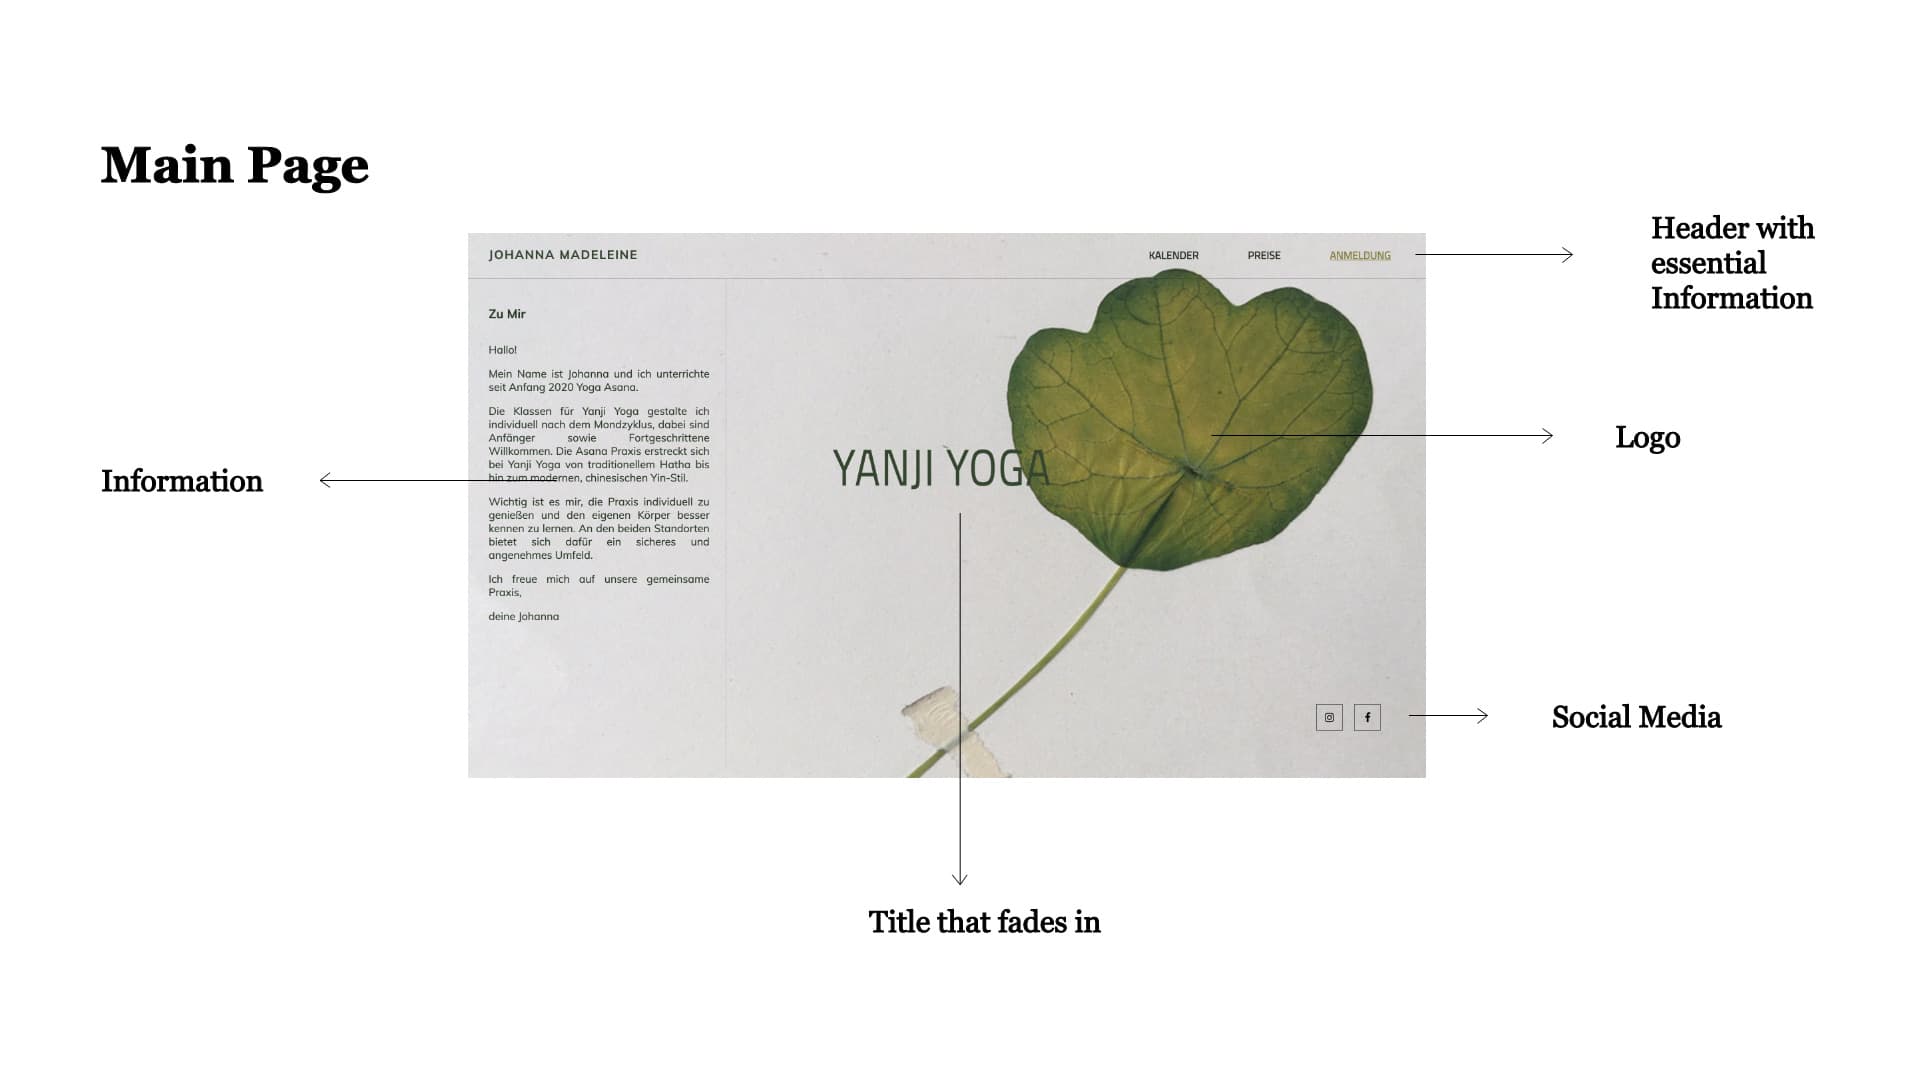 Main Page
Header with
essential
Information
JOHANNA MADELEINE
KALENDER PREISE ANMELDUNG
Zu Mir
Hallo!
Mein Name ist Johanna und ich unterrichte
seit Anfang 2020 Yoga Asana.
Die Klassen für Yanji Yoga gestalte ich
individuell nach dem Mondzyklus, dabei sind
Anfänger sowie Fortgeschrittene
Willkommen. Die Asana Praxis erstreckt sich
bei Yanji Yoga von traditionellem Hatha bis
hin zum modernen, chinesischen Yin-Stil.
Wichtig ist es mir, die Praxis individuell zu
genießen und den eigenen Körper besser
kennen zu lernen. An den beiden Standorten
bietet sich dafür ein sicheres und
angenehmes Umfeld.
Ich freue mich auf unsere gemeinsame
Praxis,
deine Johanna
YANJI YOGA
Logo
Information
Social Media
Title that fades in